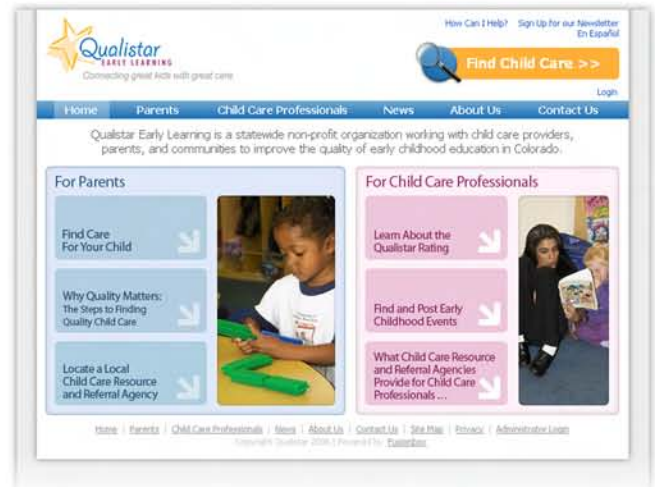 How Can I Help? Sign Up for our Newsletter
En Español
Qualistar
EARLY LEARNING
Connecting great kids with great care
Find Child Care >>
Login
Home Parents Child Care Professionals News About Us Contact Us
Qualistar Early Learning is a statewide non-profit organization working with child care providers,
parents, and communities to improve the quality of early childhood education in Colorado.
For Parents
Find Care
For Your Child
Why Quality Matters:
The Steps to Finding
Quality Child Care
Locate a Local
Child Care Resource
and Referral Agency
For Child Care Professionals
Learn About the
Qualistar Rating
Find and Post Early
Childhood Events
What Child Care Resource
and Referral Agencies
Provide for Child Care
Professionals ...
Home | Parents | Child Care Professionals | News | About Us | Contact Us | Site Map | Privacy | Administrator Login
Copyright Qualistar 2008 | Powered by Fusionbox